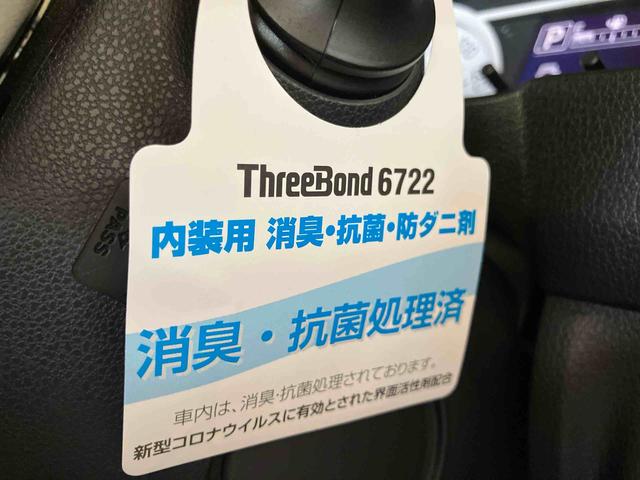 P
ThreeBond 6722
内装用 消臭・抗菌・防ダニ剤
PASS
消臭・抗菌処理済
車内は、消臭・抗菌処理されております。
新型コロナウイルスに有効とされた界面活性剤配合